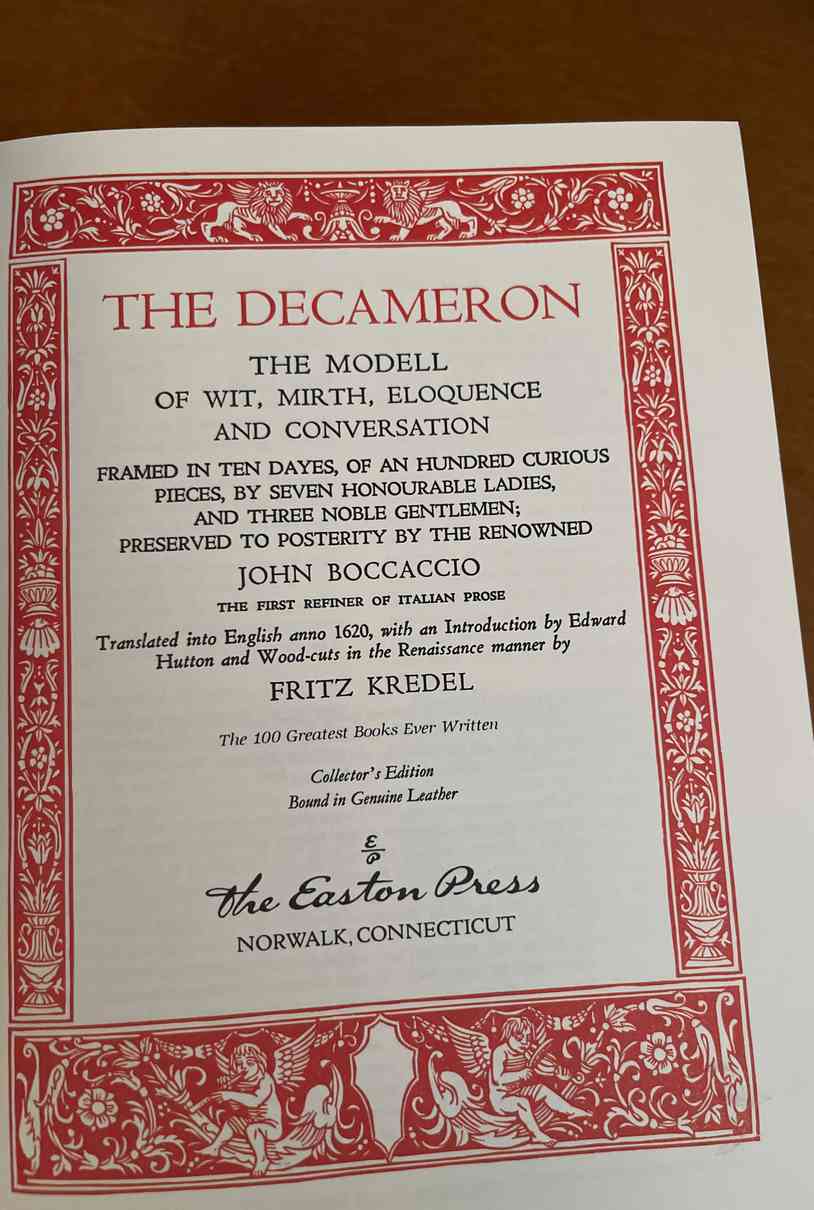 THE DECAMERON
THE MODELL
OF WIT, MIRTH, ELOQUENCE
AND CONVERSATION
FRAMED IN TEN DAYES, OF AN HUNDRED CURIOUS
PIECES, BY SEVEN HONOURABLE LADIES,
AND THREE NOBLE GENTLEMEN;
PRESERVED TO POSTERITY BY THE RENOWNED
JOHN BOCCACCIO
THE FIRST REFINER OF ITALIAN PROSE
Translated into English anno 1620, with an Introduction by Edward
Hutton and Wood-cuts in the Renaissance manner by
FRITZ KREDEL
The 100 Greatest Books Ever Written
Collector's Edition
Bound in Genuine Leather
E
P
The Easton Press
NORWALK, CONNECTICUT